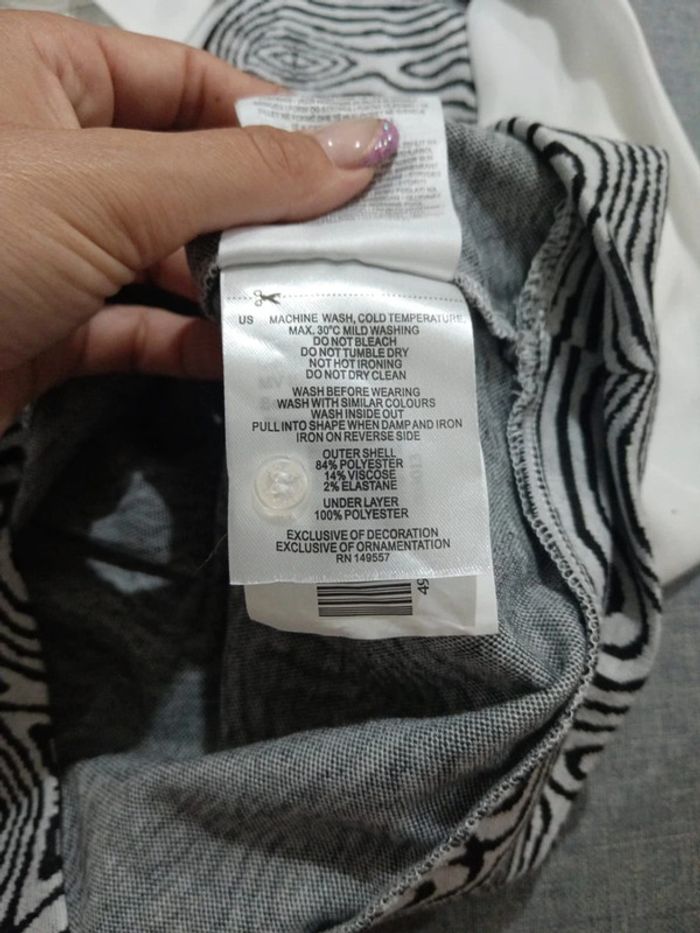 US MACHINE WASH, COLD TEMPERATURE,
MAX. 30°C MILD WASHING
DO NOT BLEACH
DO NOT TUMBLE DRY
NOT HOT IRONING
DO NOT DRY CLEAN
WASH BEFORE WEARING
WASH WITH SIMILAR COLOURS
WASH INSIDE OUT
PULL INTO SHAPE WHEN DAMP AND IRON
IRON ON REVERSE SIDE
OUTER SHELL
84% POLYESTER
14% VISCOSE
2% ELASTANE
UNDER LAYER
100% POLYESTER
EXCLUSIVE OF DECORATION
EXCLUSIVE OF ORNAMENTATION
RN 149557
49